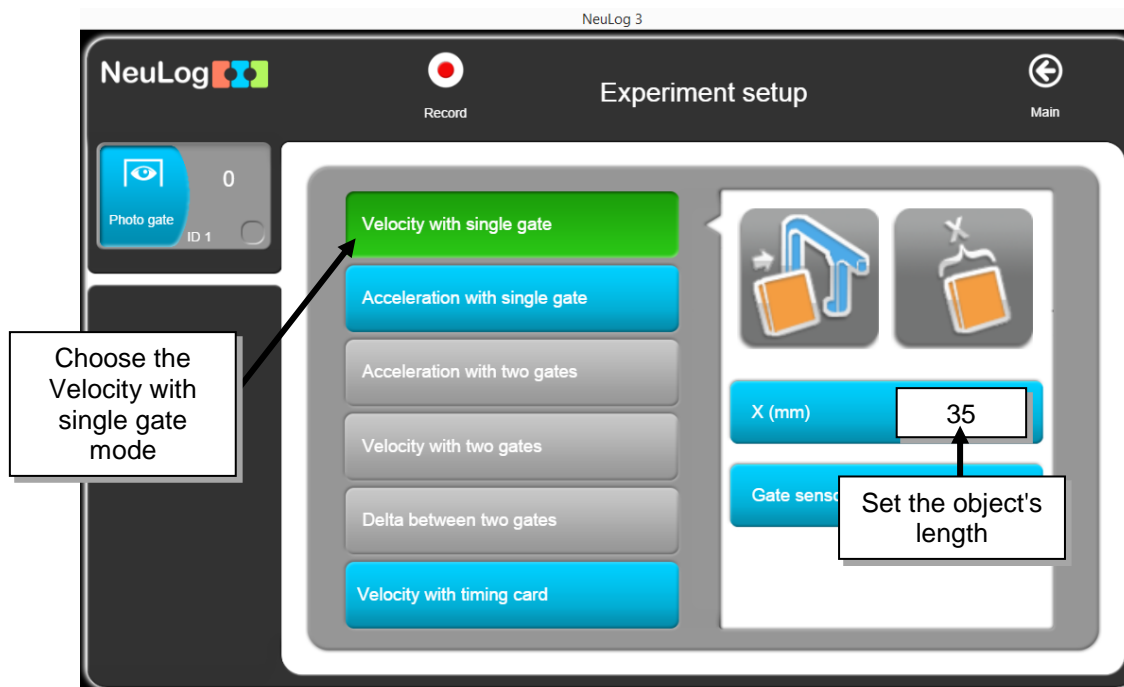 NeuLog 3
NeuLog
Record
Experiment setup
Main
Photo gate
0
ID 1
Velocity with single gate
Acceleration with single gate
Acceleration with two gates
Velocity with two gates
Delta between two gates
Velocity with timing card
X
X (mm)
35
Gate
Choose the
Velocity with
single gate
mode
Set the object's
length